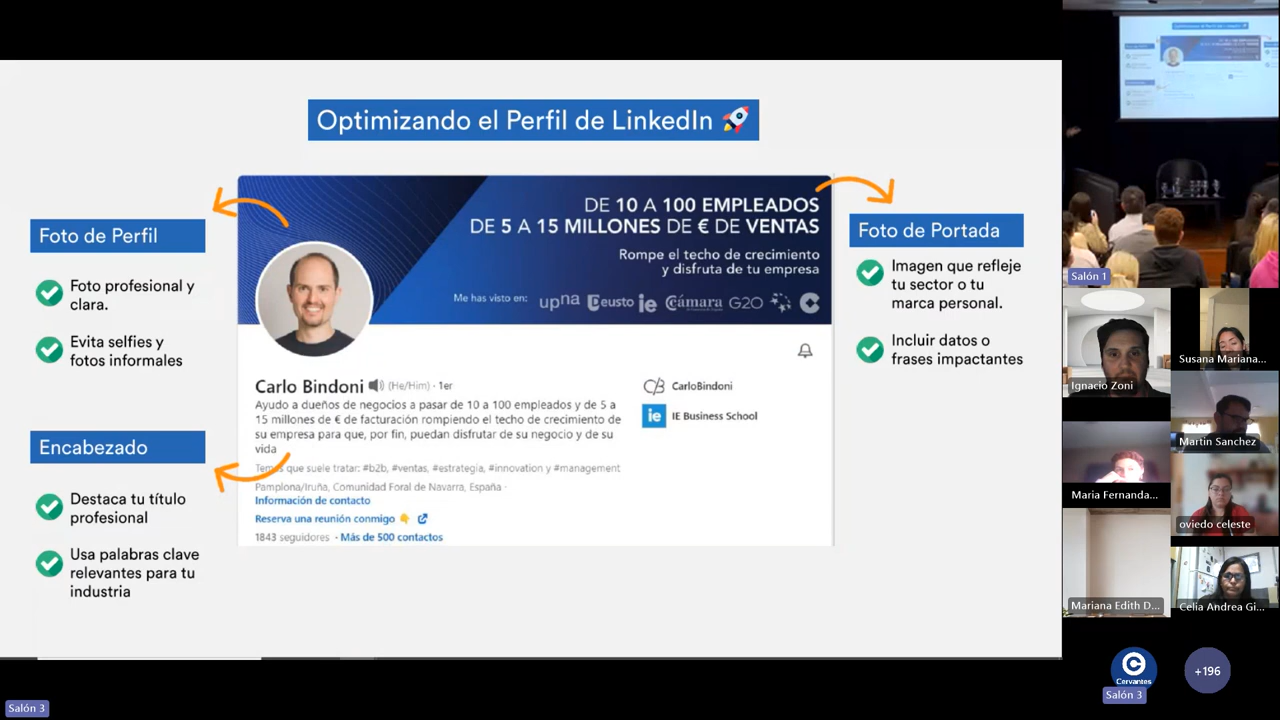 Optimizando el Perfil de LinkedIn
Foto de Perfil
Foto profesional y
clara.
Evita selfies y
fotos informales
Encabezado
Destaca tu título
profesional
Usa palabras clave
relevantes para tu
industria
DE 10 A 100 EMPLEADOS
DE 5 A 15 MILLONES DE € DE VENTAS
Rompe el techo de crecimiento
y disfruta de tu empresa
Me has visto en: upna Deusto ie Cámara G20
Carlo Bindoni (He/Him) · 1er
Ayudo a dueños de negocios a pasar de 10 a 100 empleados y de 5 a
15 millones de € de facturación rompiendo el techo de crecimiento de
su empresa para que, por fin, puedan disfrutar de su negocio y de su
vida
Temas que suele tratar: #b2b, #ventas, #estrategia, #innovation y #management
Pamplona/Iruña, Comunidad Foral de Navarra, España ·
Información de contacto
Reserva una reunión conmigo
1843 seguidores · Más de 500 contactos
CB CarloBindoni
ie IE Business School
Foto de Portada
Imagen que refleje
tu sector o tu
marca personal.
Incluir datos o
frases impactantes
Salón 1
Ignacio Zoni
Susana Mariana...
Martin Sanchez
Maria Fernanda...
oviedo celeste
Mariana Edith D...
Celia Andrea Gi...
C
Cervantes
Salón 3
+196
Salón 3